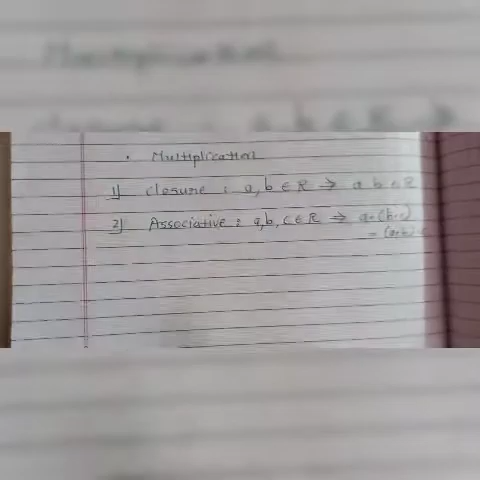 • Multiplication
1) closure : a, b ∈ R → a b ∈ R
2) Associative : a, b, c ∈ R → a·(b·c)
= (a·b)·c